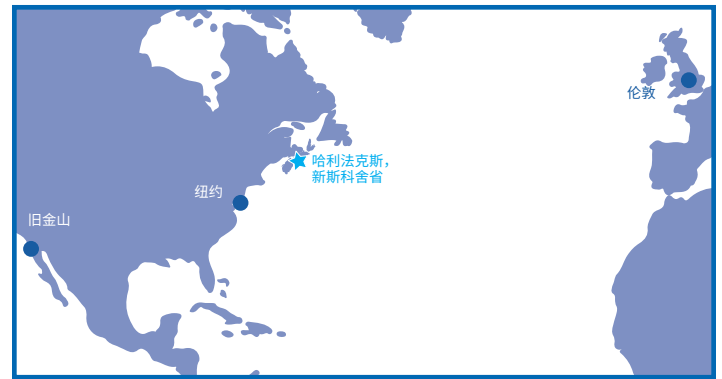 伦敦
哈利法克斯，
新斯科舍省
纽约
旧金山